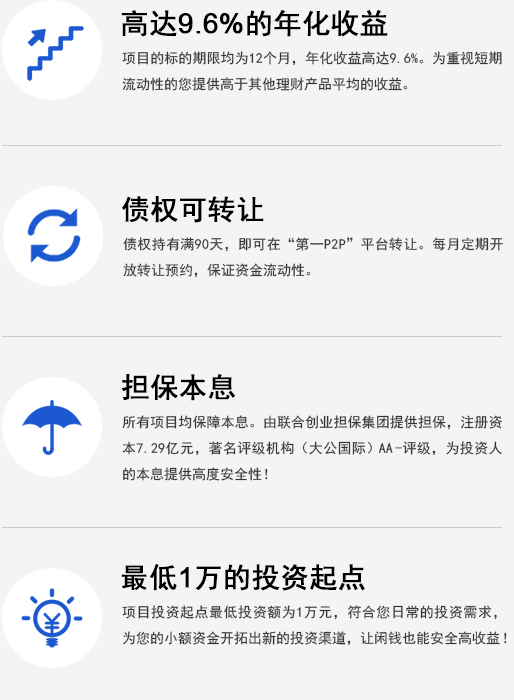 高达9.6%的年化收益
项目的标的期限均为12个月，年化收益高达9.6%。为重视短期
流动性的您提供高于其他理财产品平均的收益。
债权可转让
债权持有满90天，即可在“第一P2P”平台转让。每月定期开
放转让预约，保证资金流动性。
担保本息
所有项目均保障本息。由联合创业担保集团提供担保，注册资
本7.29亿元，著名评级机构（大公国际）AA-评级，为投资人
的本息提供高度安全性！
最低1万的投资起点
项目投资起点最低投资额为1万元，符合您日常的投资需求，
为您的小额资金开拓出新的投资渠道，让闲钱也能安全高收益！